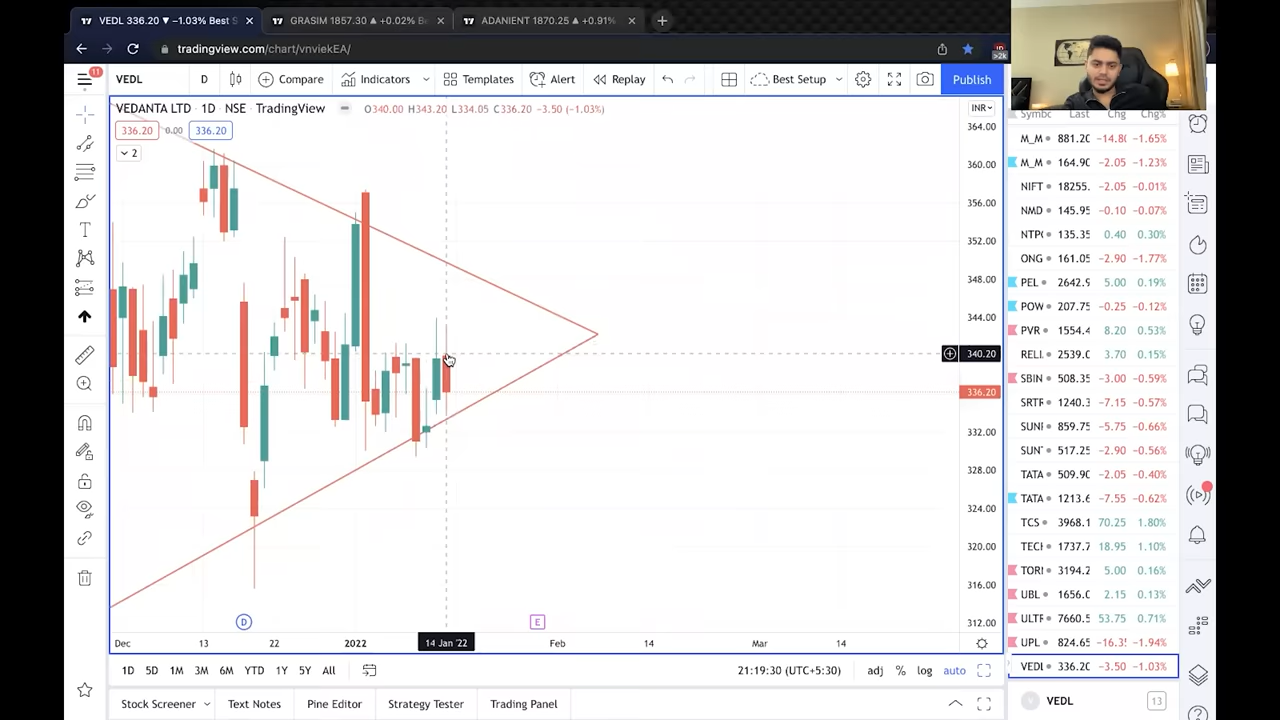 VEDL 336.20 ▼ −1.03% Best S
GRASIM 1857.30 ▲ +0.02% B
ADANIENT 1870.25 ▲ +0.91%
tradingview.com/chart/vnviekEA/
>2k
11
VEDL
D
Compare
Indicators
Templates
Alert
Replay
Best Setup
Publish
VEDANTA LTD · 1D · NSE · TradingView
O340.00 H343.20 L334.05 C336.20 −3.50 (−1.03%)
INR
336.20 0.00 336.20
2
364.00
360.00
356.00
352.00
348.00
344.00
340.20
336.20
332.00
328.00
324.00
320.00
316.00
312.00
D
E
Dec 13 22 2022 14 Jan '22 Feb 14 Mar 14
1D 5D 1M 3M 6M YTD 1Y 5Y All
21:19:30 (UTC+5:30)
adj % log auto
Stock Screener
Text Notes
Pine Editor
Strategy Tester
Trading Panel
Symbc Last Chg Chg%
M_M 881.20 −14.80 −1.65%
M_M 164.90 −2.05 −1.23%
NIFT 18255. −2.05 −0.01%
NMD 145.95 −0.10 −0.07%
NTP 135.35 0.40 0.30%
ONG 161.05 −2.90 −1.77%
PEL 2642.9 5.00 0.19%
POW 207.75 −0.25 −0.12%
PVR 1554.4 8.20 0.53%
RELI 2539.0 3.70 0.15%
SBIN 508.35 −3.00 −0.59%
SRTF 1240.3 −7.15 −0.57%
SUNI 859.75 −5.75 −0.66%
SUN 517.25 −2.90 −0.56%
TATA 509.90 −2.05 −0.40%
TATA 1213.6 −7.55 −0.62%
TCS 3968.1 70.25 1.80%
TECH 1737.7 18.95 1.10%
TORI 3194.2 5.00 0.16%
UBL 1656.0 2.15 0.13%
ULTF 7660.5 53.75 0.71%
UPL 824.65 −16.3 −1.94%
VEDL 336.20 −3.50 −1.03%
VEDL
13